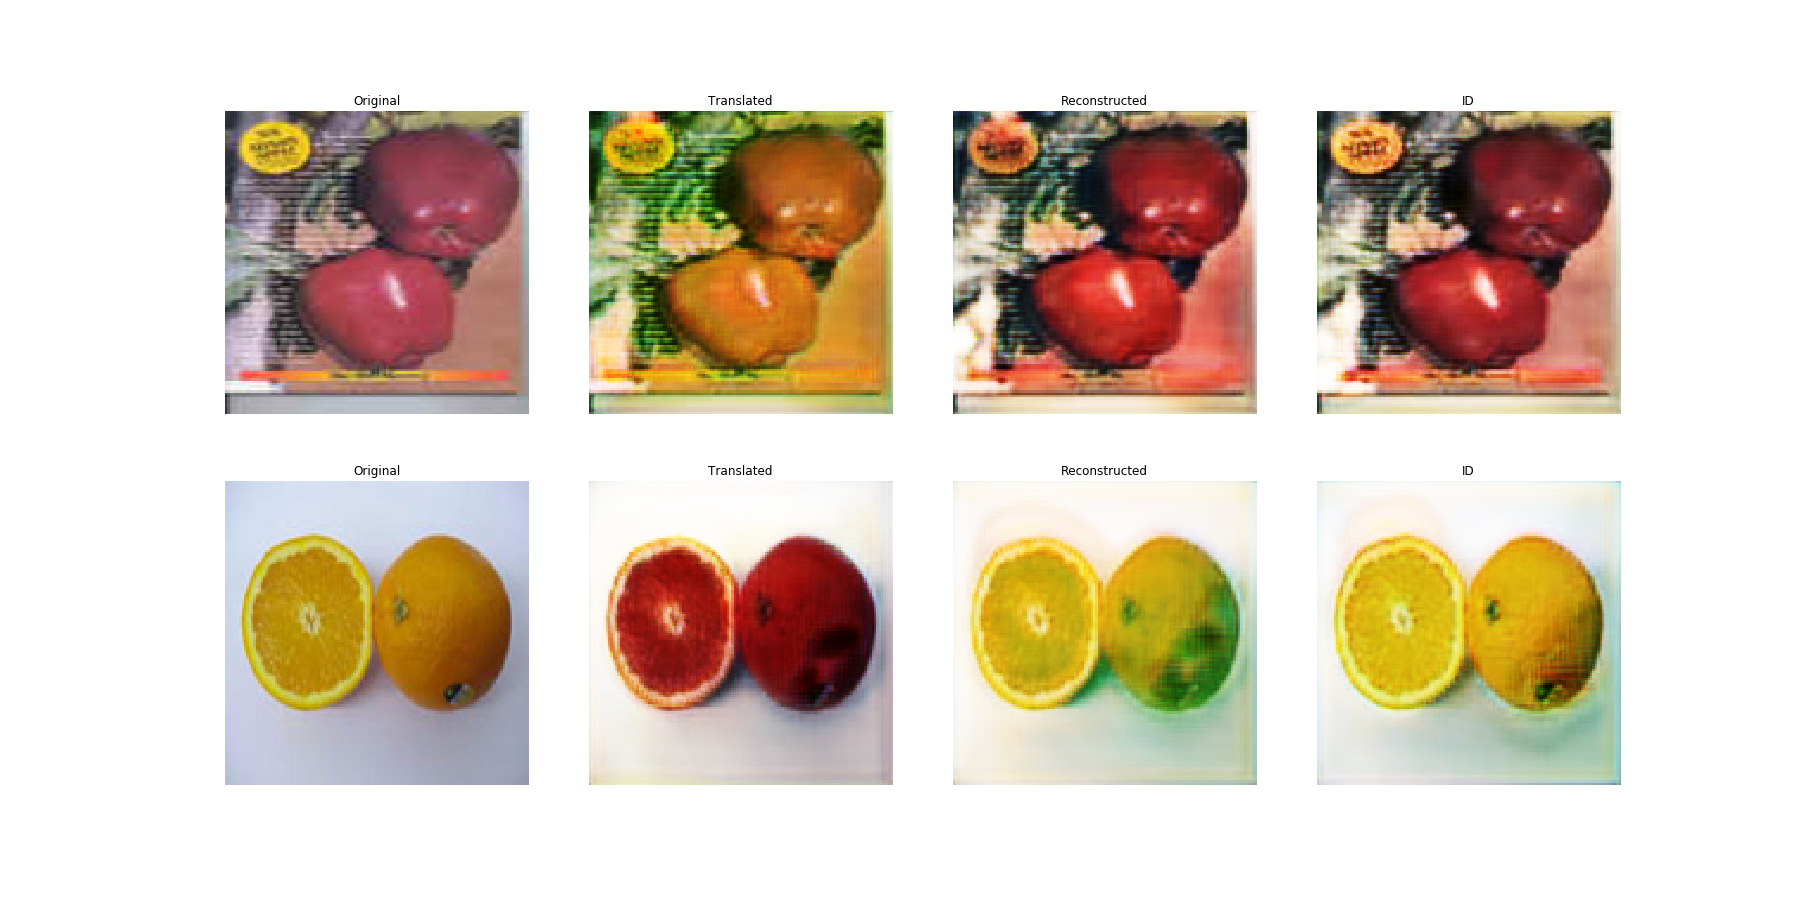 Original
Translated
Reconstructed
ID
Original
Translated
Reconstructed
ID